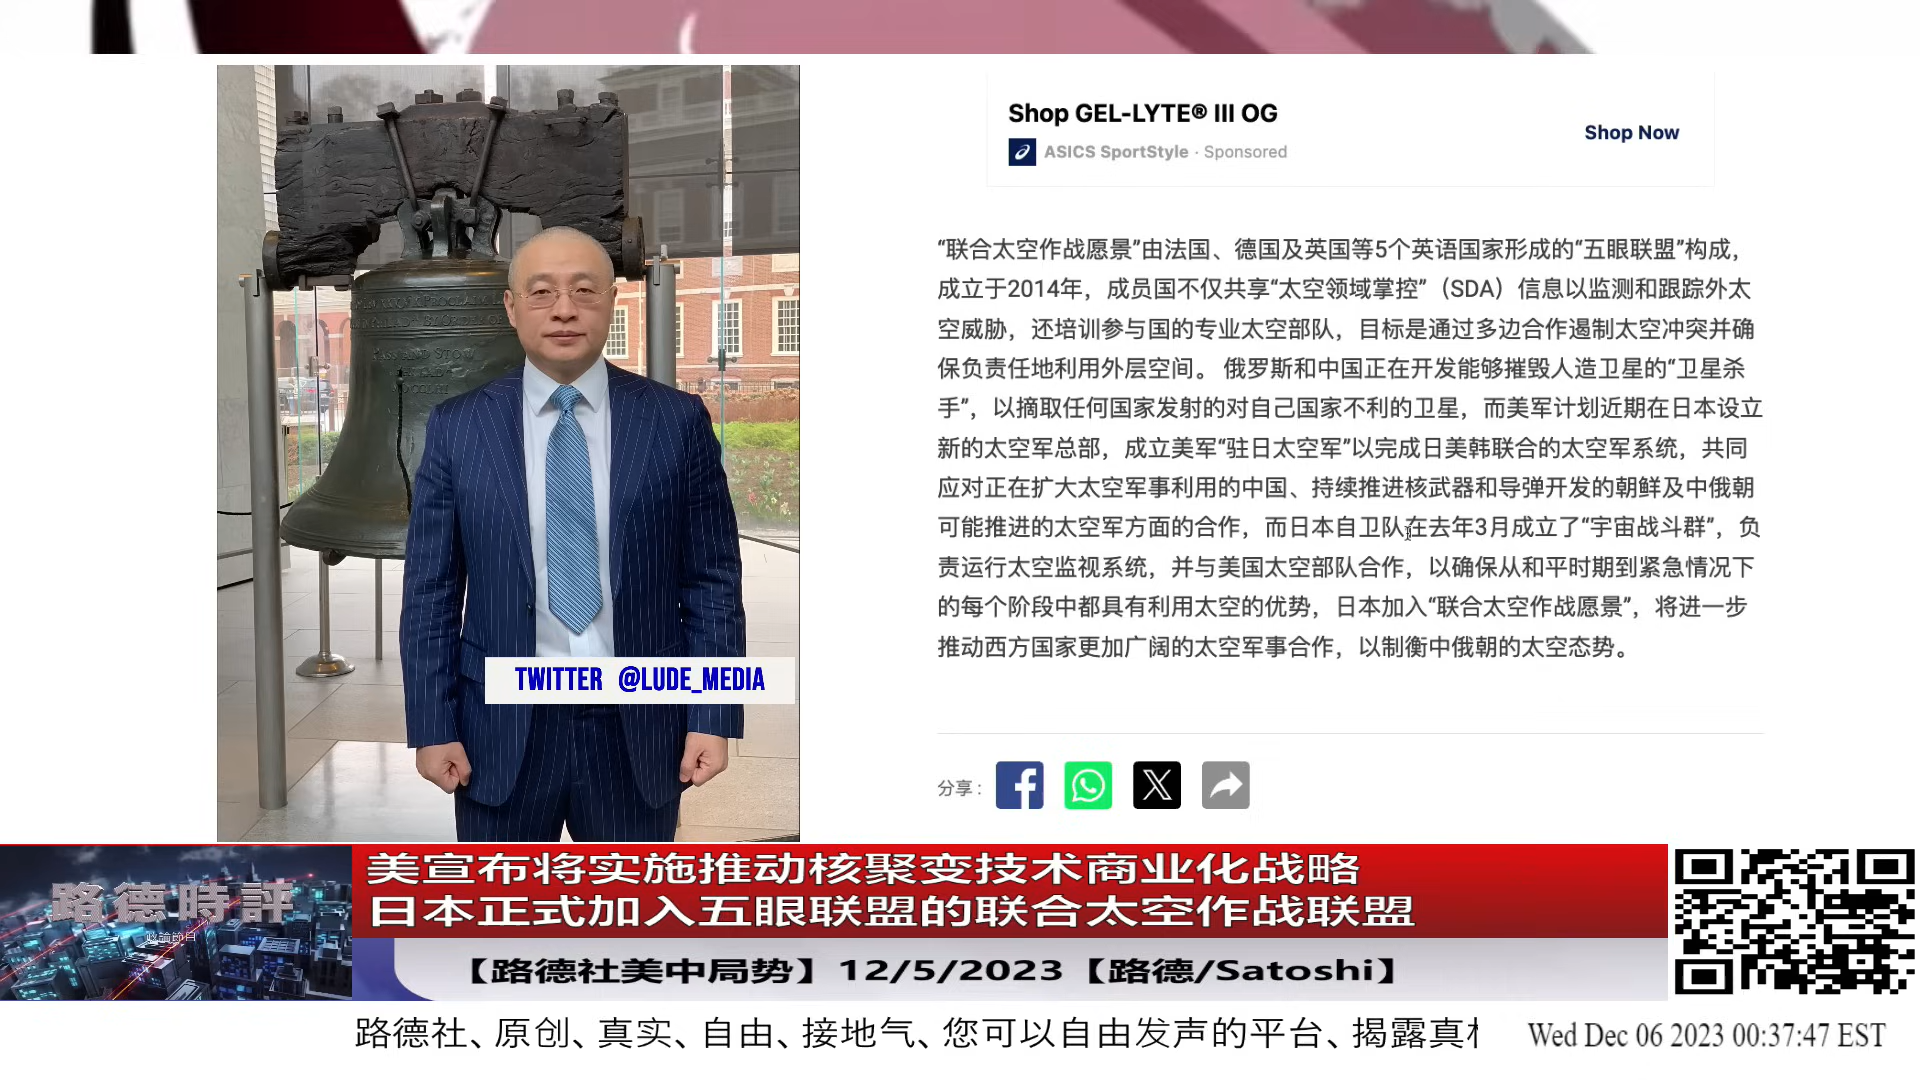 Shop GEL-LYTE® III OG
ASICS SportStyle · Sponsored
Shop Now
“联合太空作战愿景”由法国、德国及英国等5个英语国家形成的“五眼联盟”构成，
成立于2014年，成员国不仅共享“太空领域掌控”（SDA）信息以监测和跟踪外太
空威胁，还培训参与国的专业太空部队，目标是通过多边合作遏制太空冲突并确
保负责任地利用外层空间。 俄罗斯和中国正在开发能够摧毁人造卫星的“卫星杀
手”，以摘取任何国家发射的对自己国家不利的卫星，而美军计划近期在日本设立
新的太空军总部，成立美军“驻日太空军”以完成日美韩联合的太空军系统，共同
应对正在扩大太空军事利用的中国、持续推进核武器和导弹开发的朝鲜及中俄朝
可能推进的太空军方面的合作，而日本自卫队在去年3月成立了“宇宙战斗群”，负
责运行太空监视系统，并与美国太空部队合作，以确保从和平时期到紧急情况下
的每个阶段中都具有利用太空的优势，日本加入“联合太空作战愿景”，将进一步
推动西方国家更加广阔的太空军事合作，以制衡中俄朝的太空态势。
分享 :
PASS AND STOW
TWITTER @LUDE_MEDIA
路德時評
政論節目
美宣布将实施推动核聚变技术商业化战略
日本正式加入五眼联盟的联合太空作战联盟
【路德社美中局势】12/5/2023【路德/Satoshi】
路德社、原创、真实、自由、接地气、您可以自由发声的平台、揭露真相
Wed Dec 06 2023 00:37:47 EST